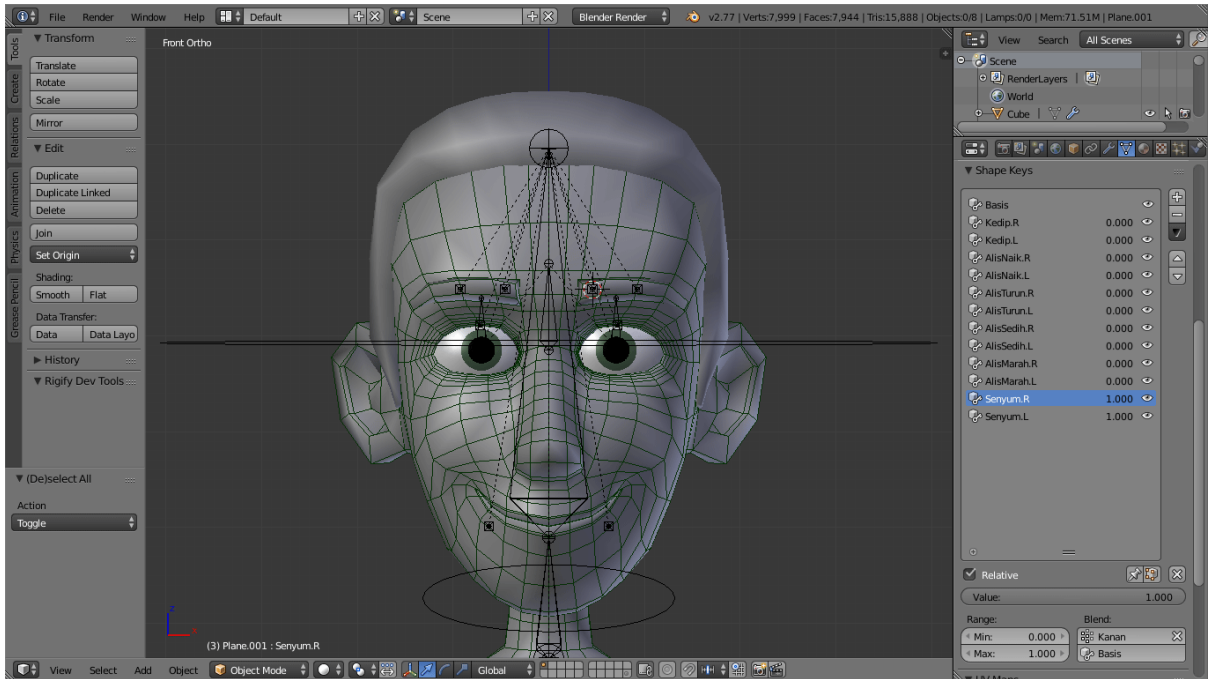 File Render Window Help Default Scene Blender Render v2.77 | Verts:7,999 | Faces:7,944 | Tris:15,888 | Objects:0/8 | Lamps:0/0 | Mem:71.51M | Plane.001
Tools
Create
Relations
Animation
Physics
Grease Pencil
Transform
Translate
Rotate
Scale
Mirror
Edit
Duplicate
Duplicate Linked
Delete
Join
Set Origin
Shading:
Smooth Flat
Data Transfer:
Data Data Layo
History
Rigify Dev Tools
(De)select All
Action
Toggle
Front Ortho
z
x
(3) Plane.001 : Senyum.R
View Select Add Object Object Mode Global
View Search All Scenes
Scene
RenderLayers |
World
Cube |
Shape Keys
Basis
Kedip.R 0.000
Kedip.L 0.000
AlisNaik.R 0.000
AlisNaik.L 0.000
AlisTurun.R 0.000
AlisTurun.L 0.000
AlisSedih.R 0.000
AlisSedih.L 0.000
AlisMarah.R 0.000
AlisMarah.L 0.000
Senyum.R 1.000
Senyum.L 1.000
Relative
Value: 1.000
Range: Blend:
Min: 0.000 Kanan
Max: 1.000 Basis
UV Maps